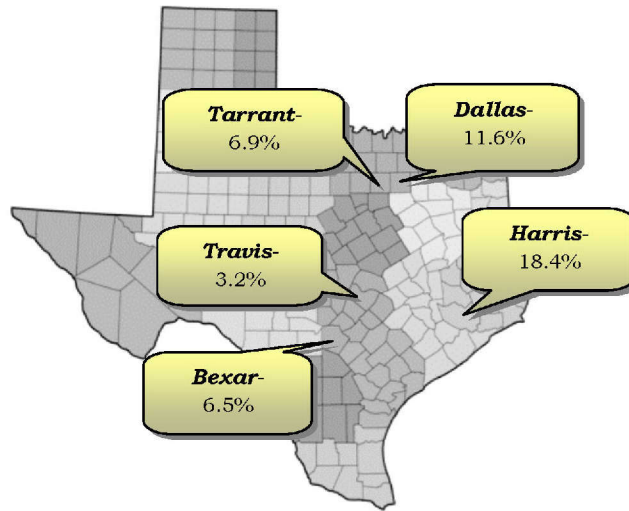 Tarrant-
6.9%
Dallas-
11.6%
Travis-
3.2%
Harris-
18.4%
Bexar-
6.5%